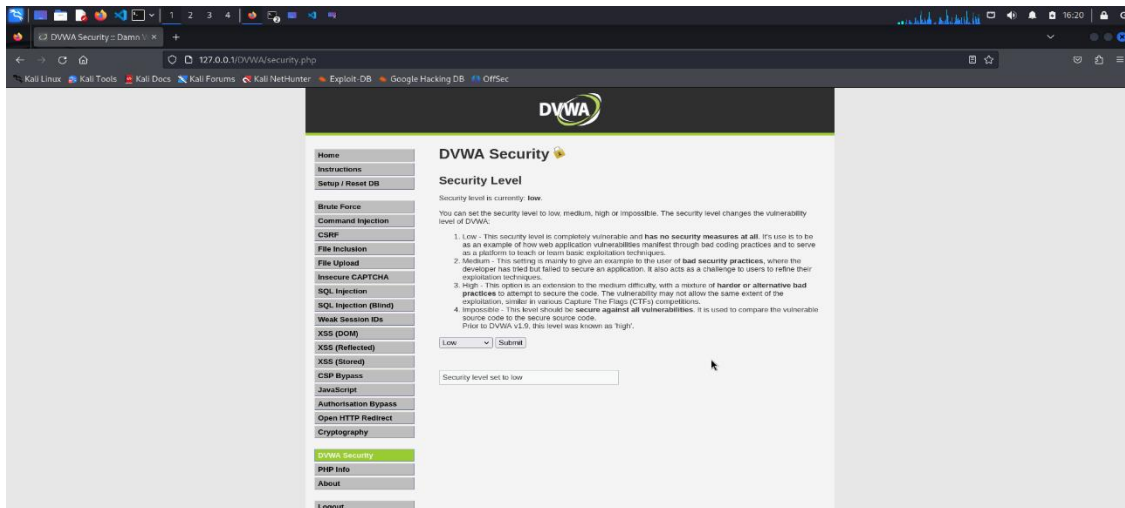 1 2 3 4
16:20
DVWA Security :: Damn
127.0.0.1/DVWA/security.php
Kali Linux Kali Tools Kali Docs Kali Forums Kali NetHunter Exploit-DB Google Hacking DB OffSec
DVWA
Home
Instructions
Setup / Reset DB
Brute Force
Command Injection
CSRF
File Inclusion
File Upload
Insecure CAPTCHA
SQL Injection
SQL Injection (Blind)
Weak Session IDs
XSS (DOM)
XSS (Reflected)
XSS (Stored)
CSP Bypass
JavaScript
Authorisation Bypass
Open HTTP Redirect
Cryptography
DVWA Security
PHP Info
About
Logout
DVWA Security
Security Level
Security level is currently: low.
You can set the security level to low, medium, high or impossible. The security level changes the vulnerability
level of DVWA:
1. Low - This security level is completely vulnerable and has no security measures at all. It's use is to be
as an example of how web application vulnerabilities manifest through bad coding practices and to serve
as a platform to teach or learn basic exploitation techniques.
2. Medium - This setting is mainly to give an example to the user of bad security practices, where the
developer has tried but failed to secure an application. It also acts as a challenge to users to refine their
exploitation techniques.
3. High - This option is an extension to the medium difficulty, with a mixture of harder or alternative bad
practices to attempt to secure the code. The vulnerability may not allow the same extent of the
exploitation, similar in various Capture The Flags (CTFs) competitions.
4. Impossible - This level should be secure against all vulnerabilities. It is used to compare the vulnerable
source code to the secure source code.
Prior to DVWA v1.9, this level was known as 'high'.
Low Submit
Security level set to low